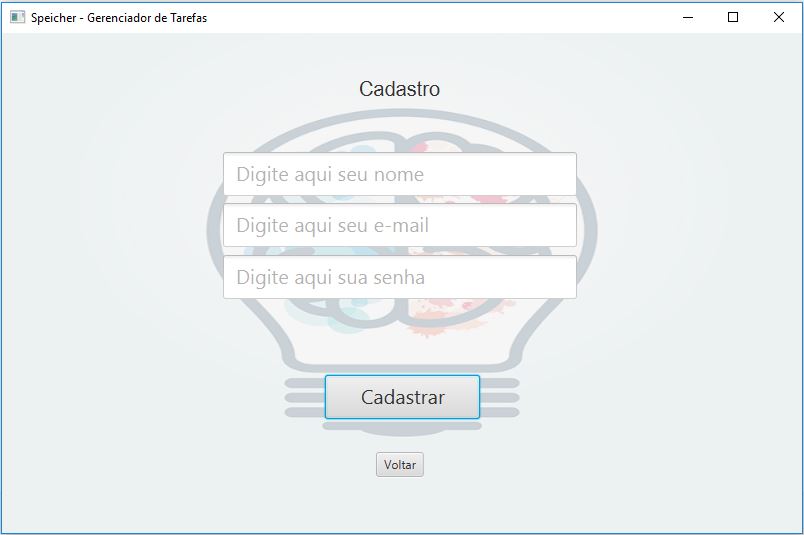 Speicher - Gerenciador de Tarefas
Cadastro
Digite aqui seu nome
Digite aqui seu e-mail
Digite aqui sua senha
Cadastrar
Voltar